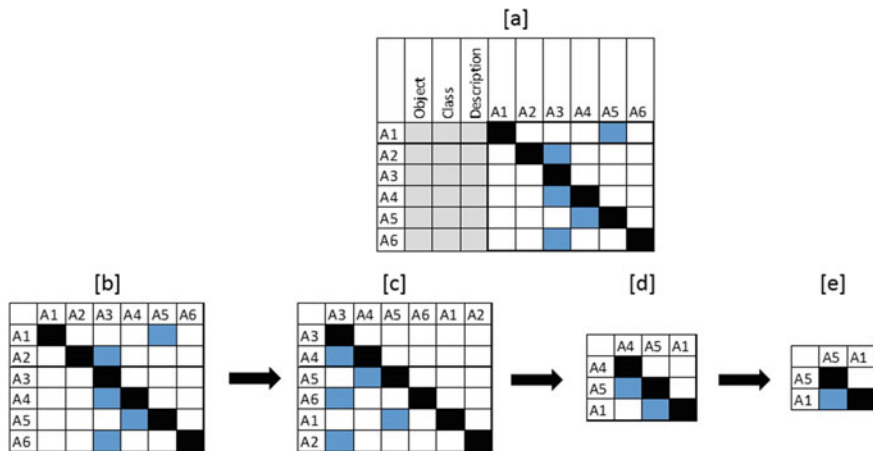 [a]
Object Class Description A1 A2 A3 A4 A5 A6
A1
A2
A3
A4
A5
A6
[b]
A1 A2 A3 A4 A5 A6
A1
A2
A3
A4
A5
A6
[c]
A3 A4 A5 A6 A1 A2
A3
A4
A5
A6
A1
A2
[d]
A4 A5 A1
A4
A5
A1
[e]
A5 A1
A5
A1